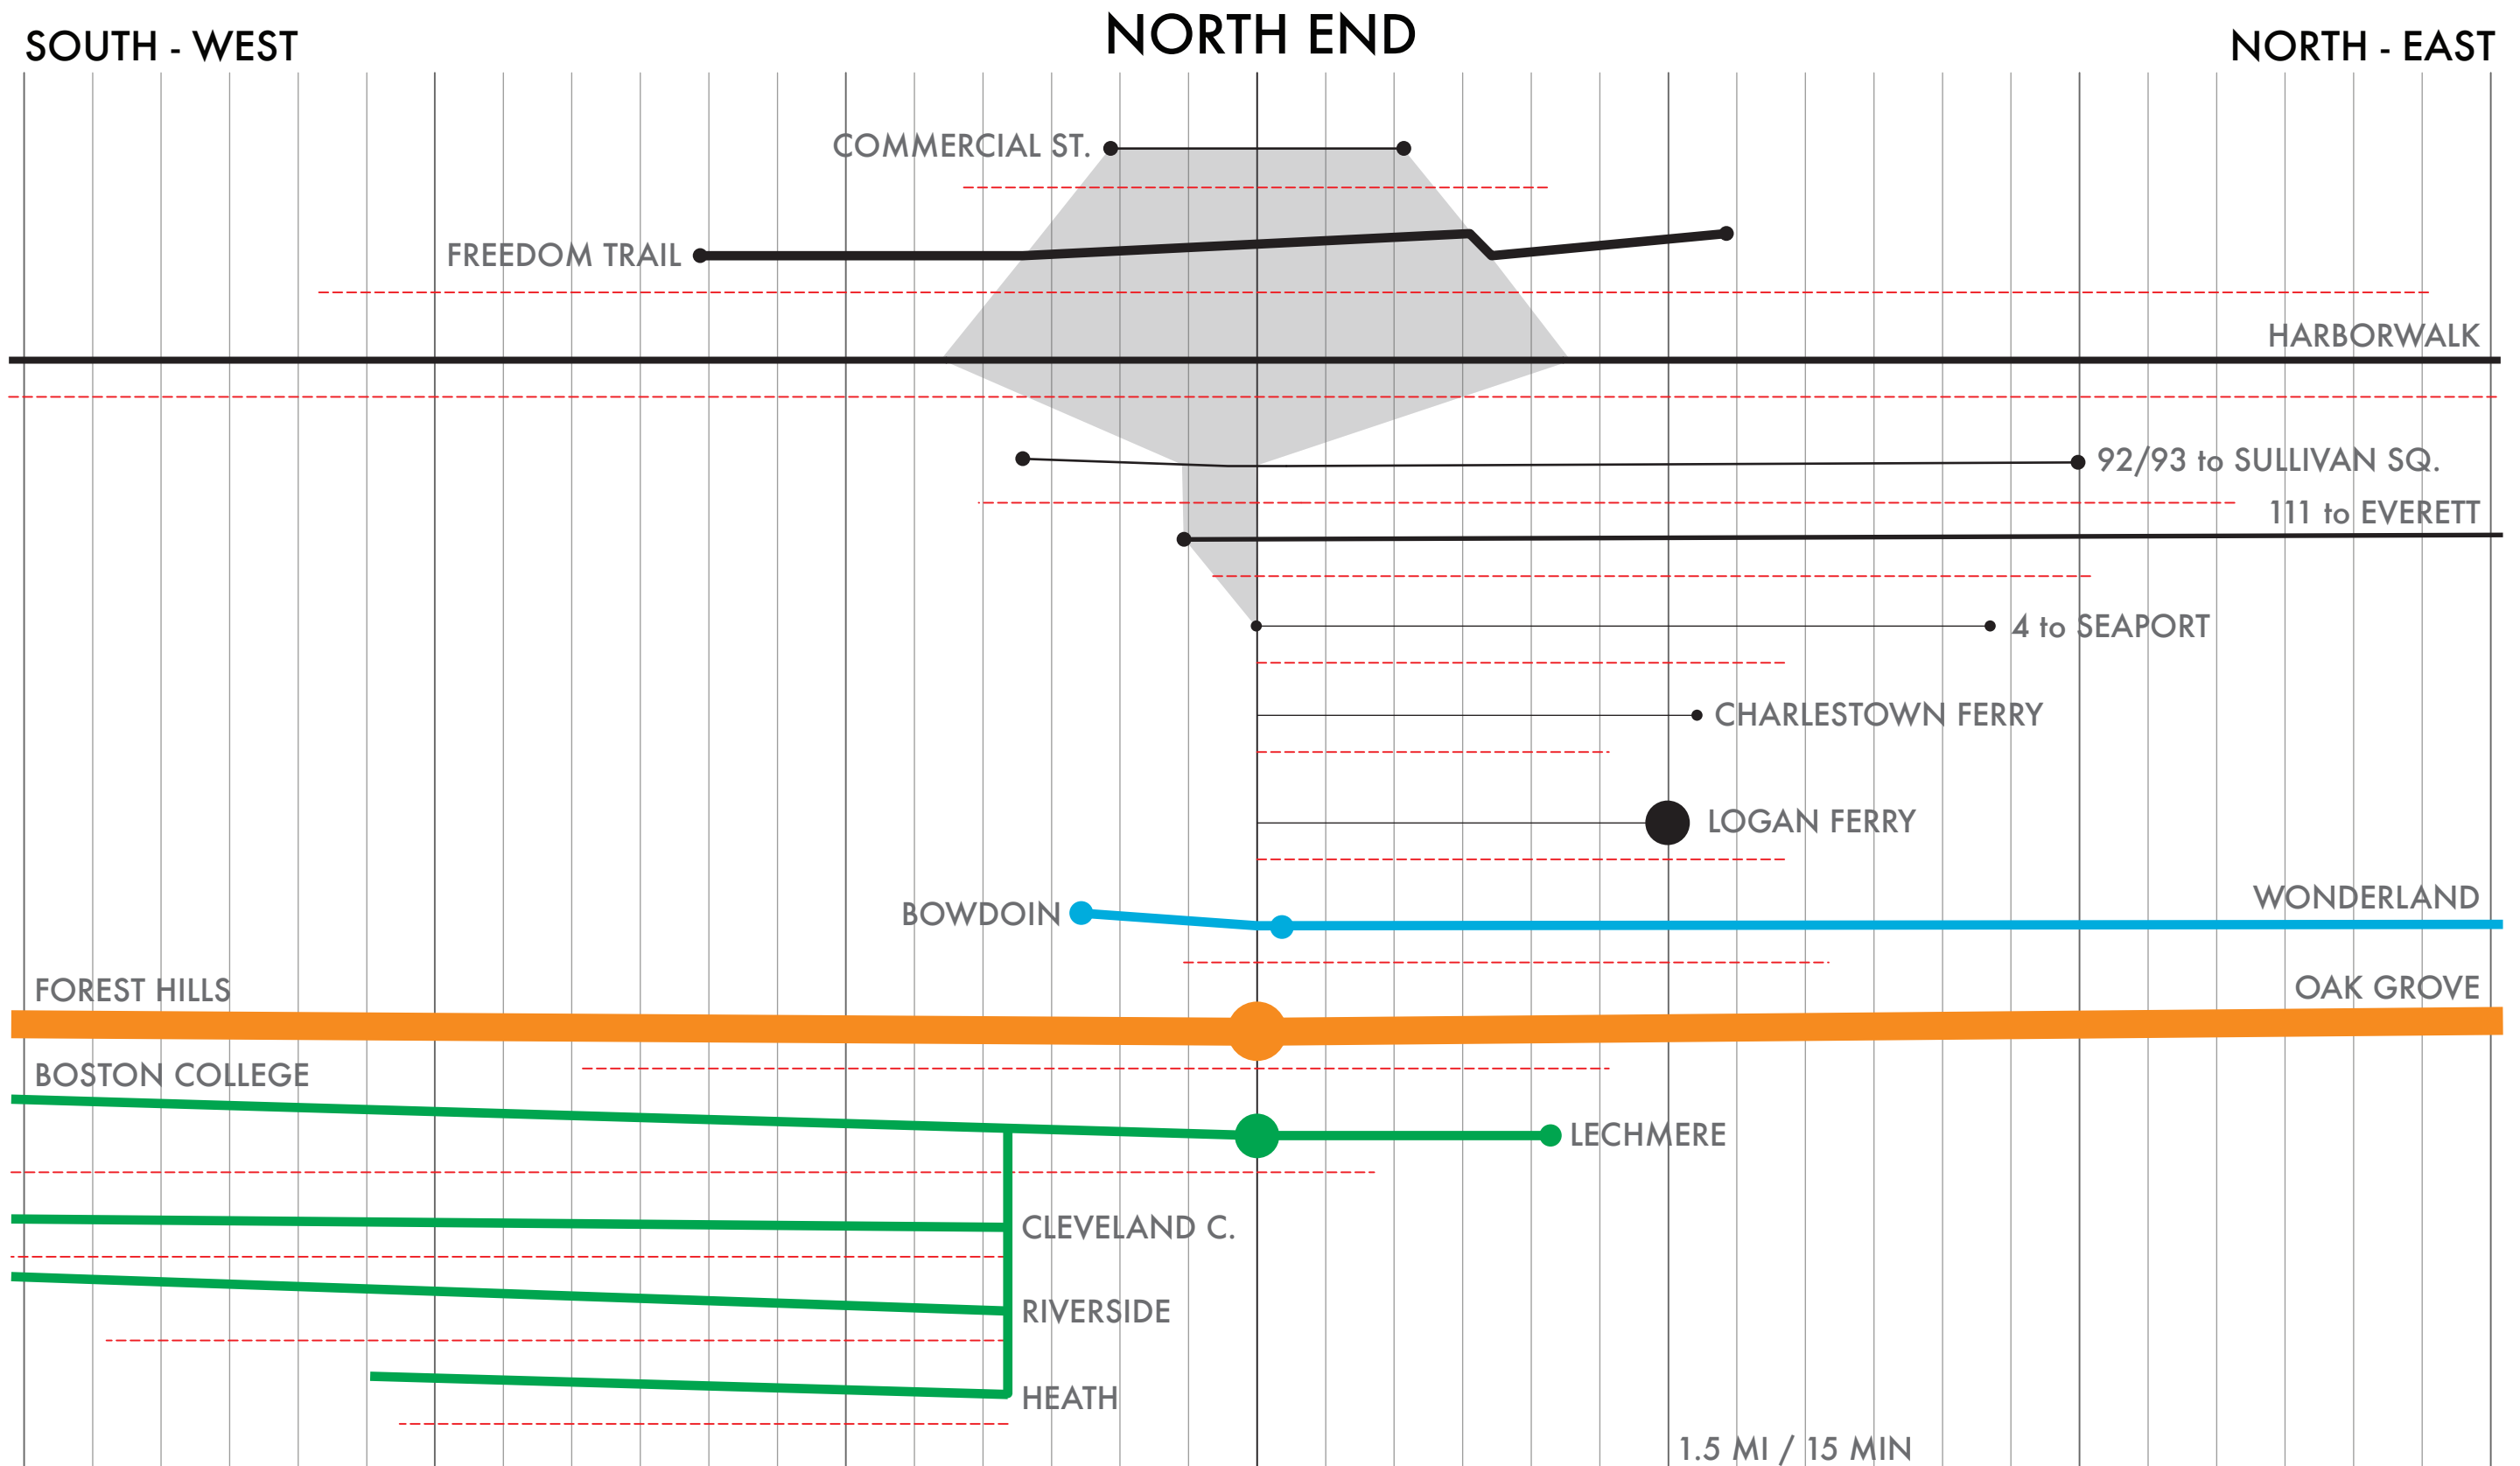 SOUTH - WEST
NORTH END
NORTH - EAST
COMMERCIAL ST.
FREEDOM TRAIL
HARBORWALK
92/93 to SULLIVAN SQ.
111 to EVERETT
4 to SEAPORT
CHARLESTOWN FERRY
LOGAN FERRY
WONDERLAND
BOWDOIN
FOREST HILLS
OAK GROVE
BOSTON COLLEGE
LECHMERE
CLEVELAND C.
RIVERSIDE
HEATH
1.5 MI / 15 MIN